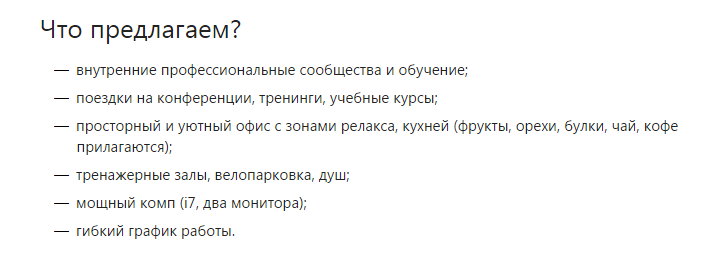 Что предлагаем?
— внутренние профессиональные сообщества и обучение;
— поездки на конференции, тренинги, учебные курсы;
— просторный и уютный офис с зонами релакса, кухней (фрукты, орехи, булки, чай, кофе
прилагаются);
— тренажерные залы, велопарковка, душ;
— мощный комп (i7, два монитора);
— гибкий график работы.